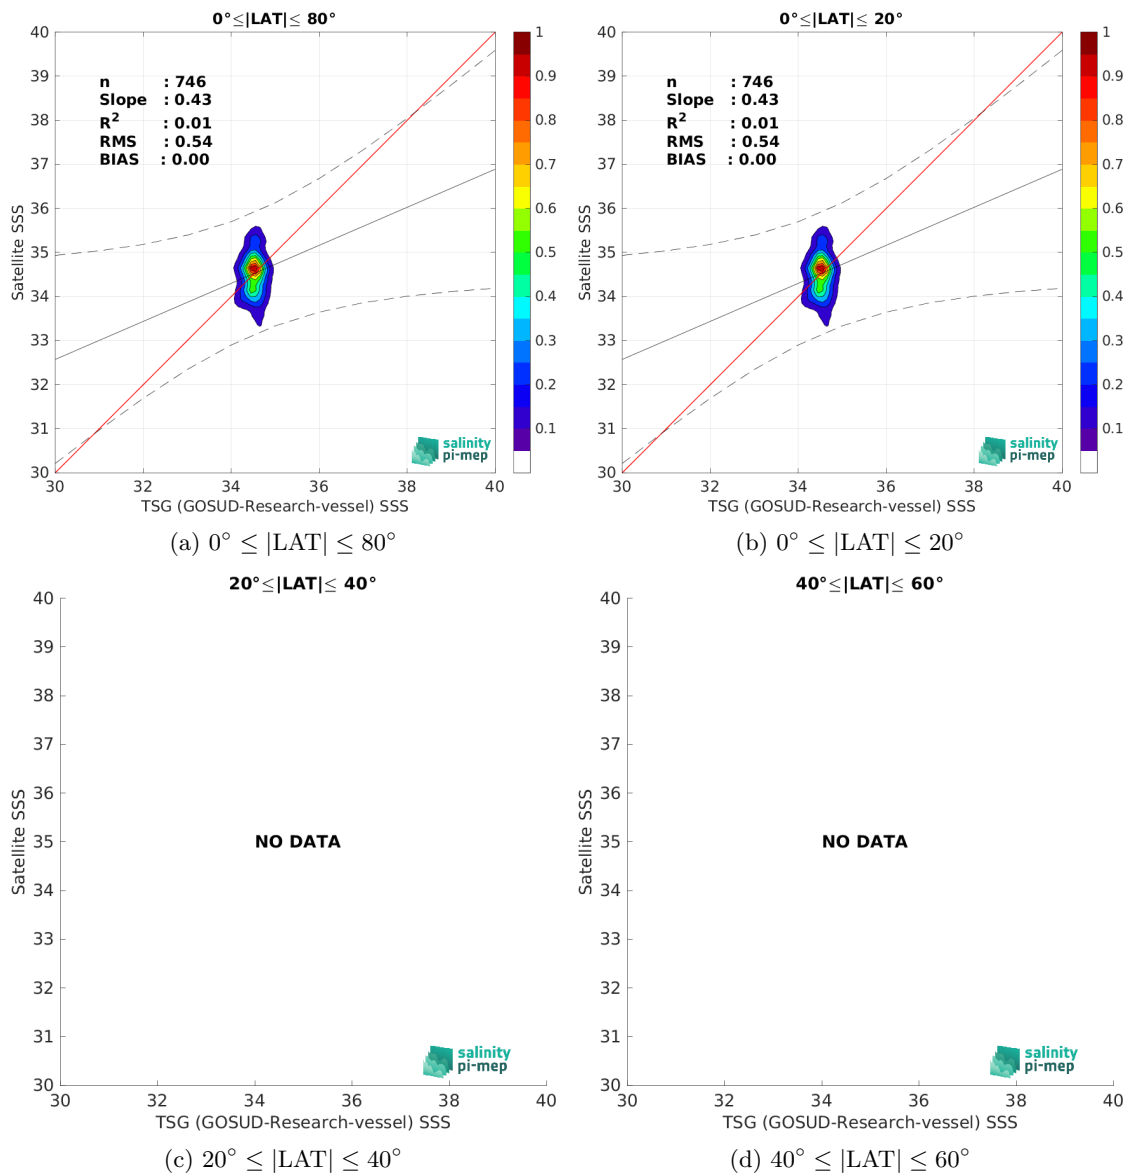 0°≤|LAT|≤ 80°
40
39
38
37
36
35
34
33
32
31
30
Satellite SSS
n : 746
Slope : 0.43
R² : 0.01
RMS : 0.54
BIAS : 0.00
1
0.9
0.8
0.7
0.6
0.5
0.4
0.3
0.2
0.1
salinity
pi-mep
30 32 34 36 38 40
TSG (GOSUD-Research-vessel) SSS
(a) 0° ≤ |LAT| ≤ 80°
0°≤|LAT|≤ 20°
40
39
38
37
36
35
34
33
32
31
30
Satellite SSS
n : 746
Slope : 0.43
R² : 0.01
RMS : 0.54
BIAS : 0.00
1
0.9
0.8
0.7
0.6
0.5
0.4
0.3
0.2
0.1
salinity
pi-mep
30 32 34 36 38 40
TSG (GOSUD-Research-vessel) SSS
(b) 0° ≤ |LAT| ≤ 20°
20°≤|LAT|≤ 40°
40
39
38
37
36
35
34
33
32
31
30
Satellite SSS
NO DATA
salinity
pi-mep
30 32 34 36 38 40
TSG (GOSUD-Research-vessel) SSS
(c) 20° ≤ |LAT| ≤ 40°
40°≤|LAT|≤ 60°
40
39
38
37
36
35
34
33
32
31
30
Satellite SSS
NO DATA
salinity
pi-mep
30 32 34 36 38 40
TSG (GOSUD-Research-vessel) SSS
(d) 40° ≤ |LAT| ≤ 60°